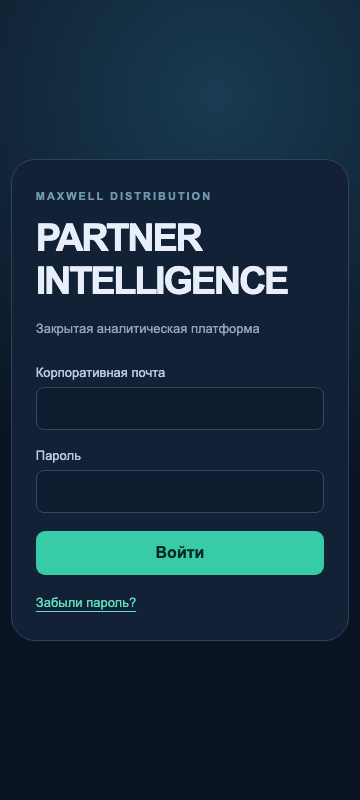 MAXWELL DISTRIBUTION
PARTNER
INTELLIGENCE
Закрытая аналитическая платформа
Корпоративная почта
Пароль
Войти
Забыли пароль?